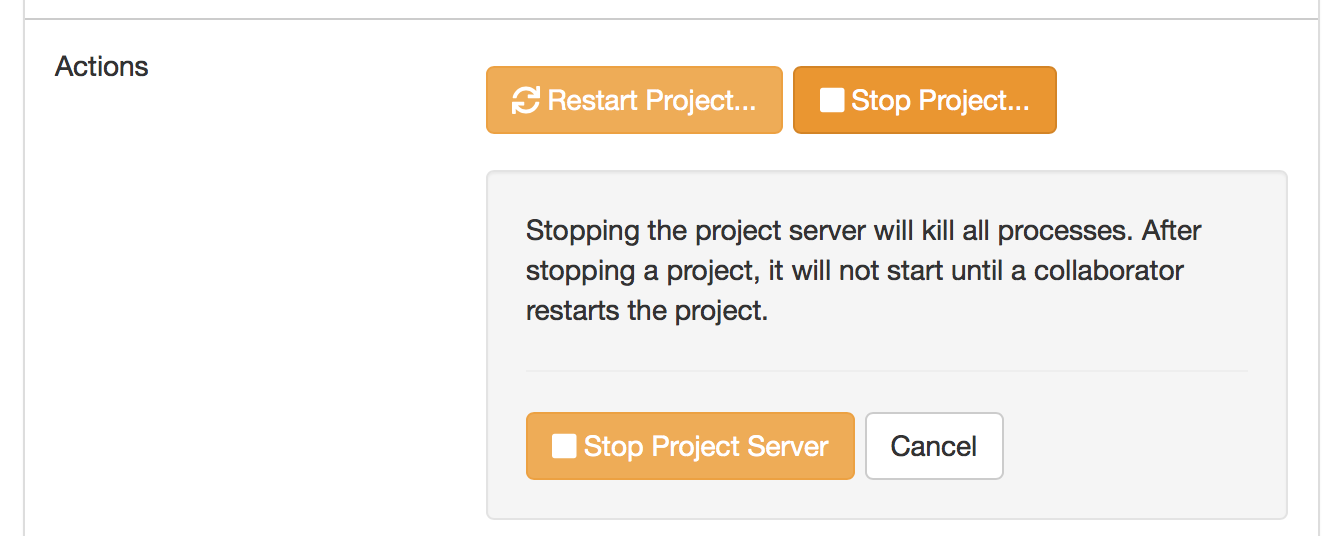 Actions
Restart Project... Stop Project...
Stopping the project server will kill all processes. After
stopping a project, it will not start until a collaborator
restarts the project.
Stop Project Server Cancel